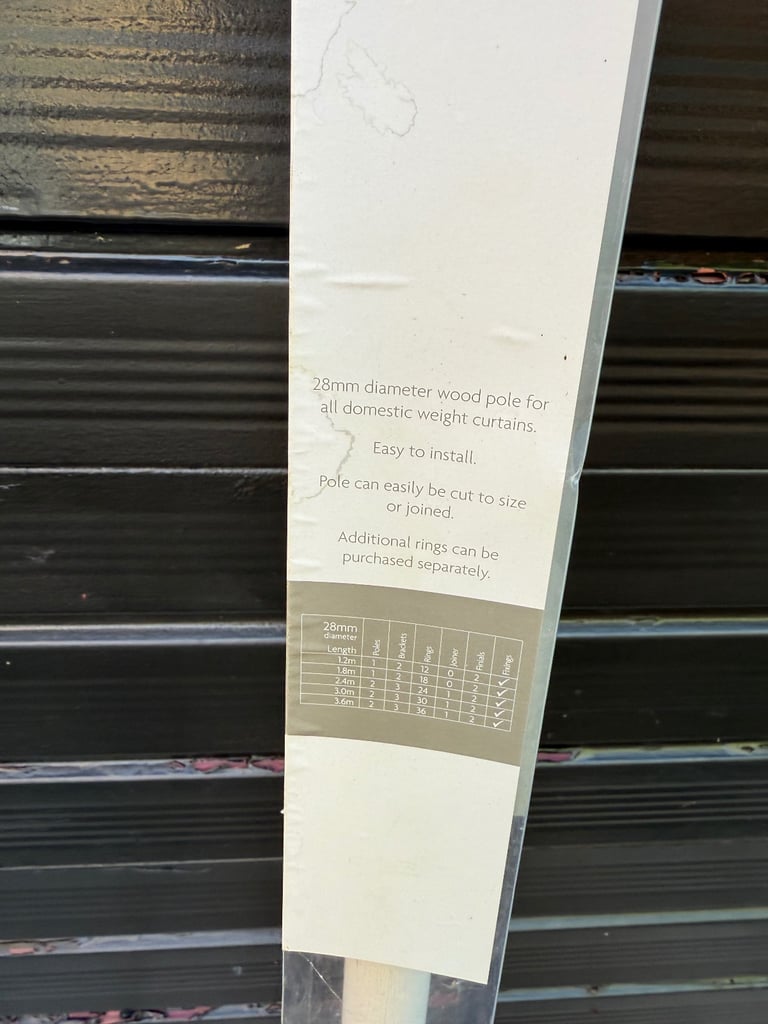 28mm diameter wood pole for
all domestic weight curtains.
Easy to install.
Pole can easily be cut to size
or joined.
Additional rings can be
purchased separately.
28mm
diameter
Length Poles Brackets Rings Joiner Finials Fixings
1.2m 1 2 12 0 2 ✓
1.8m 1 2 18 0 2 ✓
2.4m 2 3 24 1 2 ✓
3.0m 2 3 30 1 2 ✓
3.6m 2 3 36 1 2 ✓